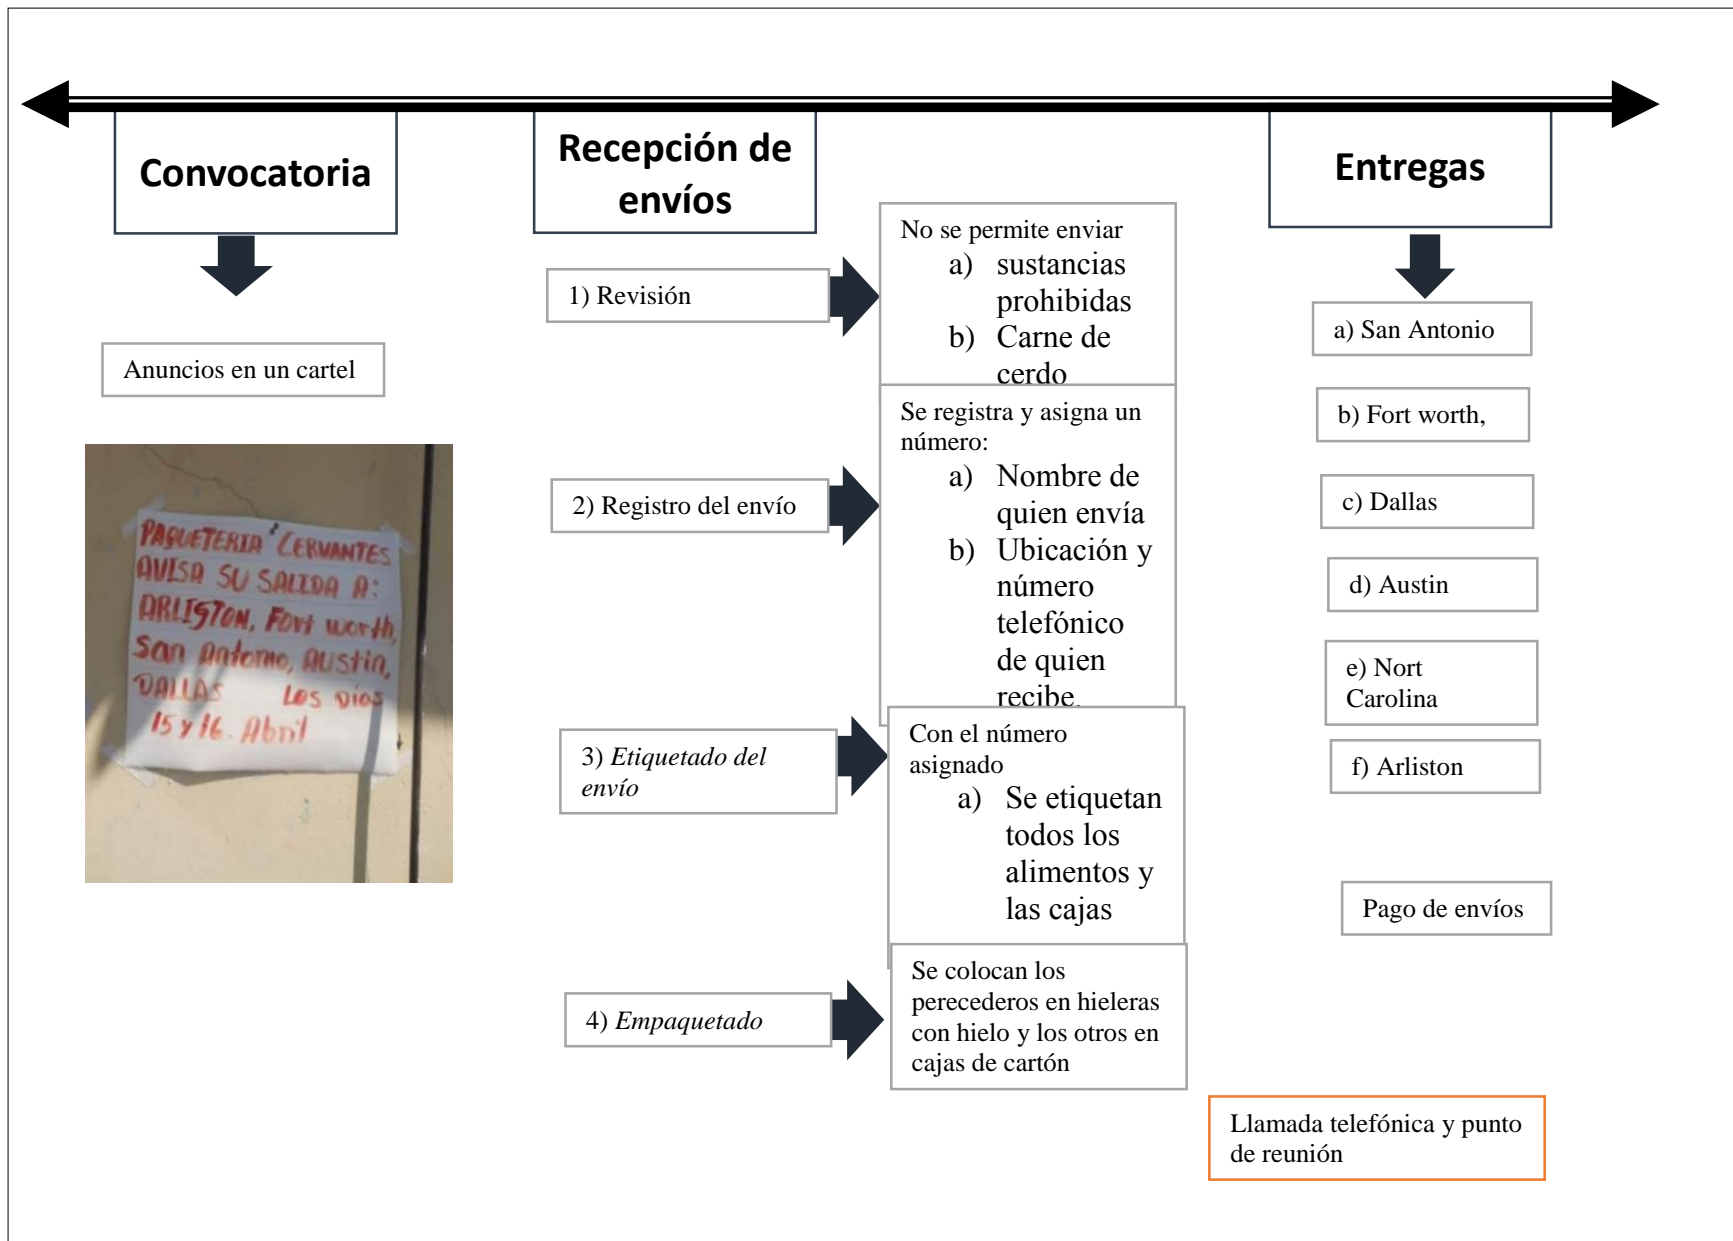 Convocatoria
Anuncios en un cartel
PAQUETERIA CERVANTES
AVISA SU SALIDA A:
ARLISTON, Fort worth,
San Antonio, AUstin,
DALLAS Los Dias
15 y 16. Abril
Recepción de
envíos
1) Revisión
No se permite enviar
a) sustancias
prohibidas
b) Carne de
cerdo
2) Registro del envío
Se registra y asigna un
número:
a) Nombre de
quien envía
b) Ubicación y
número
telefónico
de quien
recibe.
3) Etiquetado del
envío
Con el número
asignado
a) Se etiquetan
todos los
alimentos y
las cajas
4) Empaquetado
Se colocan los
perecederos en hieleras
con hielo y los otros en
cajas de cartón
Entregas
a) San Antonio
b) Fort worth,
c) Dallas
d) Austin
e) Nort
Carolina
f) Arliston
Pago de envíos
Llamada telefónica y punto
de reunión